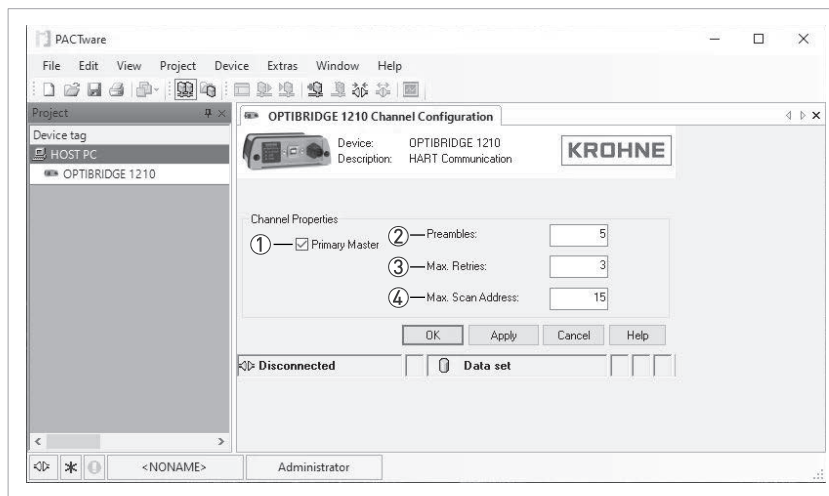 PACTware
File Edit View Project Device Extras Window Help
Project
Device tag
HOST PC
OPTIBRIDGE 1210
OPTIBRIDGE 1210 Channel Configuration
Device: OPTIBRIDGE 1210
Description: HART Communication
KROHNE
Channel Properties
① Primary Master
② Preambles: 5
③ Max. Retries: 3
④ Max. Scan Address: 15
OK Apply Cancel Help
Disconnected Data set
<NONAME> Administrator